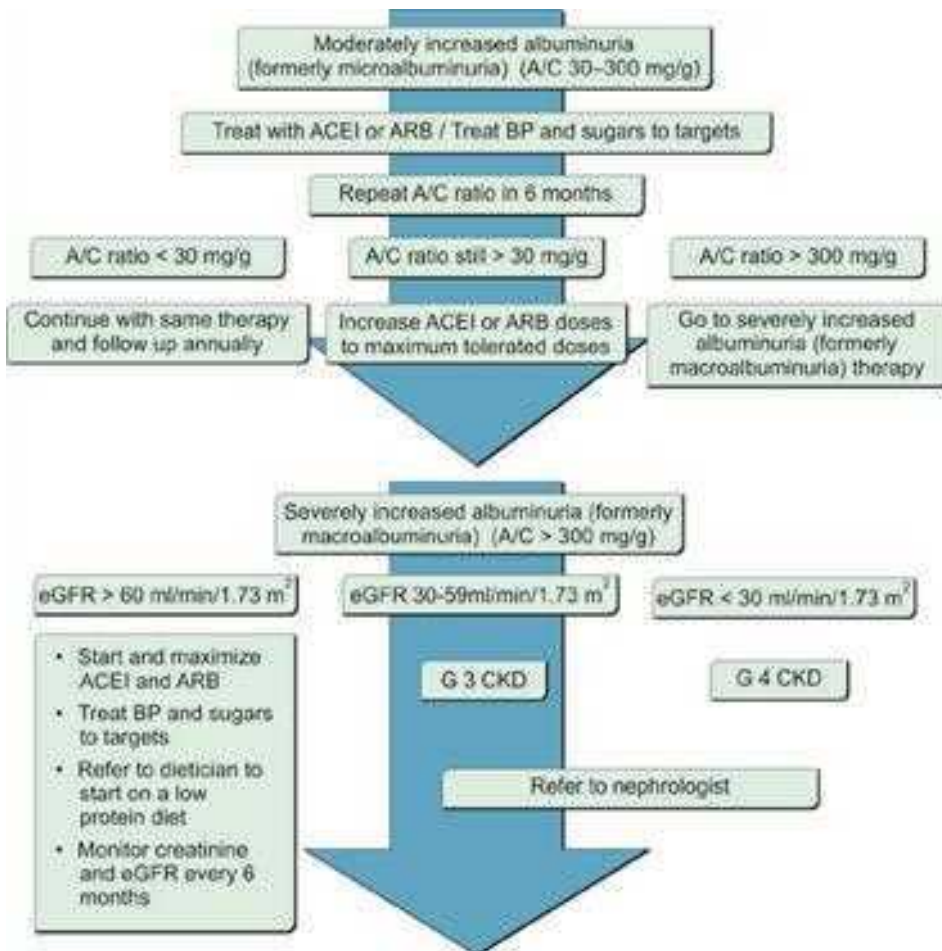 Moderately increased albuminuria
(formerly microalbuminuria) (A/C 30–300 mg/g)
Treat with ACEI or ARB / Treat BP and sugars to targets
Repeat A/C ratio in 6 months
A/C ratio < 30 mg/g
A/C ratio still > 30 mg/g
A/C ratio > 300 mg/g
Continue with same therapy
and follow up annually
Increase ACEI or ARB doses
to maximum tolerated doses
Go to severely increased
albuminuria (formerly
macroalbuminuria) therapy
Severely increased albuminuria (formerly
macroalbuminuria) (A/C > 300 mg/g)
eGFR > 60 ml/min/1.73 m²
eGFR 30-59ml/min/1.73 m²
eGFR < 30 ml/min/1.73 m²
• Start and maximize
ACEI and ARB
• Treat BP and sugars
to targets
• Refer to dietician to
start on a low
protein diet
• Monitor creatinine
and eGFR every 6
months
G 3 CKD
G 4 CKD
Refer to nephrologist